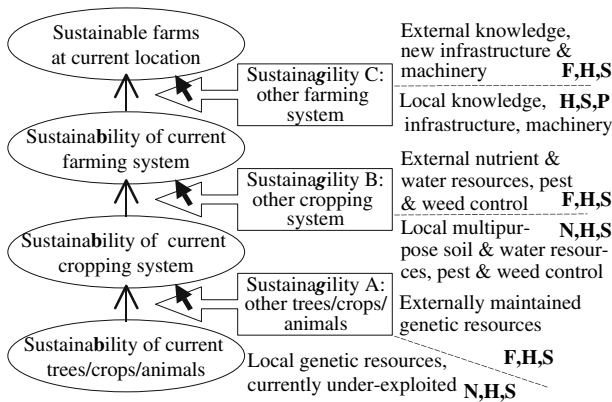 Sustainable farms
at current location
External knowledge,
new infrastructure &
machinery F,H,S
Sustainagility C:
other farming
system
Local knowledge, H,S,P
infrastructure, machinery
Sustainability of current
farming system
External nutrient &
water resources, pest
& weed control F,H,S
Sustainagility B:
other cropping
system
N,H,S
Local multipur-
pose soil & water resour-
ces, pest & weed control
Sustainability of current
cropping system
Sustainagility A:
other trees/crops/
animals
Externally maintained
genetic resources
F,H,S
Sustainability of current
trees/crops/animals
Local genetic resources,
currently under-exploited N,H,S